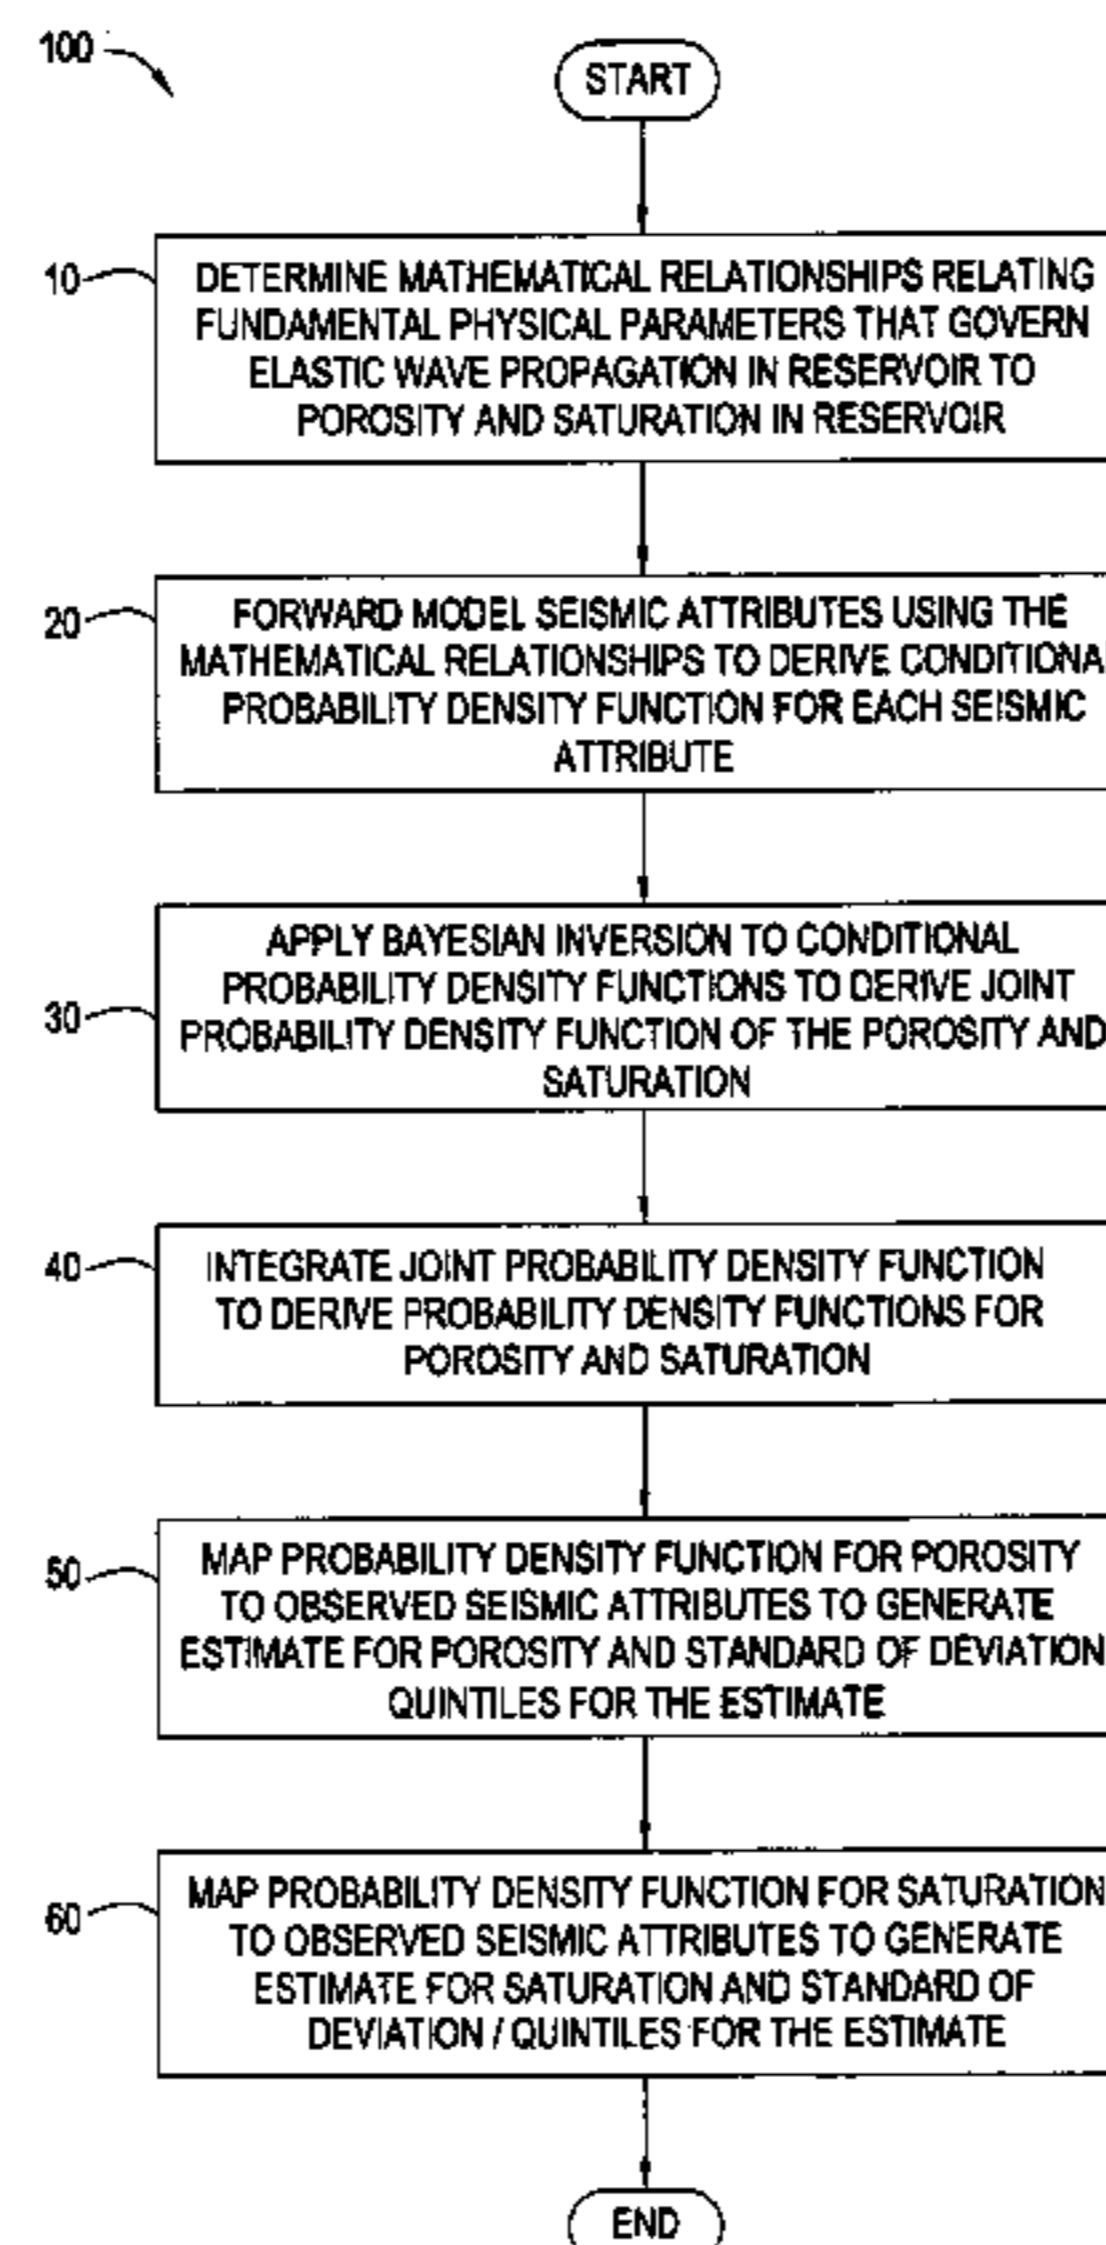 100
START
10
DETERMINE MATHEMATICAL RELATIONSHIPS RELATING
FUNDAMENTAL PHYSICAL PARAMETERS THAT GOVERN
ELASTIC WAVE PROPAGATION IN RESERVOIR TO
POROSITY AND SATURATION IN RESERVOIR
20
FORWARD MODEL SEISMIC ATTRIBUTES USING THE
MATHEMATICAL RELATIONSHIPS TO DERIVE CONDITIONA
PROBABILITY DENSITY FUNCTION FOR EACH SEISMIC
ATTRIBUTE
30
APPLY BAYESIAN INVERSION TO CONDITIONAL
PROBABILITY DENSITY FUNCTIONS TO DERIVE JOINT
PROBABILITY DENSITY FUNCTION OF THE POROSITY AND
SATURATION
40
INTEGRATE JOINT PROBABILITY DENSITY FUNCTION
TO DERIVE PROBABILITY DENSITY FUNCTIONS FOR
POROSITY AND SATURATION
50
MAP PROBABILITY DENSITY FUNCTION FOR POROSITY
TO OBSERVED SEISMIC ATTRIBUTES TO GENERATE
ESTIMATE FOR POROSITY AND STANDARD OF DEVIATION
QUINTILES FOR THE ESTIMATE
60
MAP PROBABILITY DENSITY FUNCTION FOR SATURATION
TO OBSERVED SEISMIC ATTRIBUTES TO GENERATE
ESTIMATE FOR SATURATION AND STANDARD OF
DEVIATION / QUINTILES FOR THE ESTIMATE
END